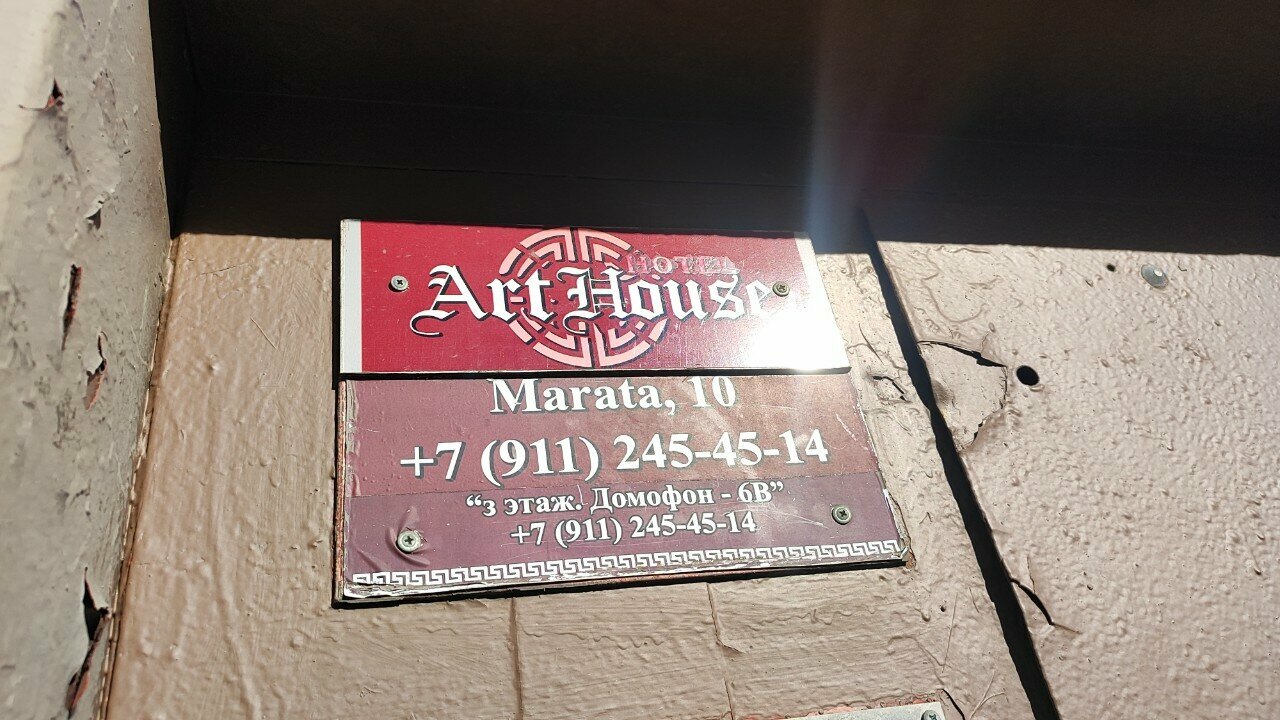 HOTEL
Art House
Marata, 10
+7 (911) 245-45-14
“3 этаж. Домофон - 6В”
+7 (911) 245-45-14